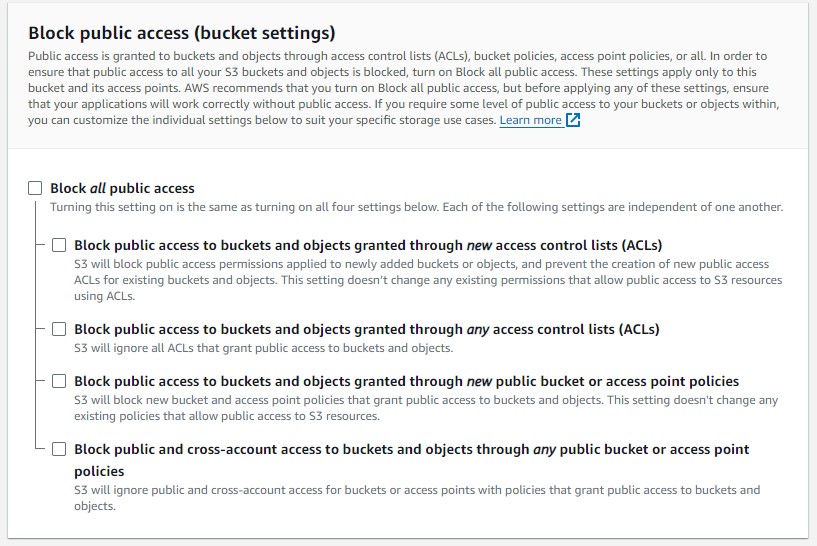 Block public access (bucket settings)
Public access is granted to buckets and objects through access control lists (ACLs), bucket policies, access point policies, or all. In order to
ensure that public access to all your S3 buckets and objects is blocked, turn on Block all public access. These settings apply only to this
bucket and its access points. AWS recommends that you turn on Block all public access, but before applying any of these settings, ensure
that your applications will work correctly without public access. If you require some level of public access to your buckets or objects within,
you can customize the individual settings below to suit your specific storage use cases. Learn more
Block all public access
Turning this setting on is the same as turning on all four settings below. Each of the following settings are independent of one another.
Block public access to buckets and objects granted through new access control lists (ACLs)
S3 will block public access permissions applied to newly added buckets or objects, and prevent the creation of new public access
ACLs for existing buckets and objects. This setting doesn't change any existing permissions that allow public access to S3 resources
using ACLs.
Block public access to buckets and objects granted through any access control lists (ACLs)
S3 will ignore all ACLs that grant public access to buckets and objects.
Block public access to buckets and objects granted through new public bucket or access point policies
S3 will block new bucket and access point policies that grant public access to buckets and objects. This setting doesn't change any
existing policies that allow public access to S3 resources.
Block public and cross-account access to buckets and objects through any public bucket or access point
policies
S3 will ignore public and cross-account access for buckets or access points with policies that grant public access to buckets and
objects.